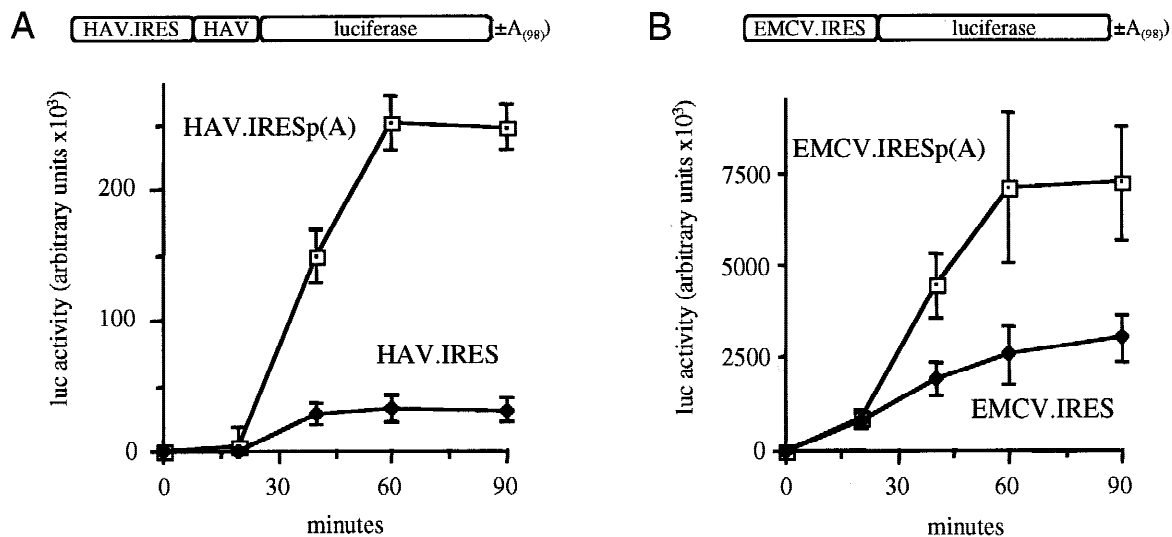 A
HAV.IRES HAV luciferase (±A(98))
luc activity (arbitrary units x10³)
200
100
0
HAV.IRESp(A)
HAV.IRES
0 30 60 90
minutes
B
EMCV.IRES luciferase (±A(98))
luc activity (arbitrary units x10³)
7500
5000
2500
0
EMCV.IRESp(A)
EMCV.IRES
0 30 60 90
minutes